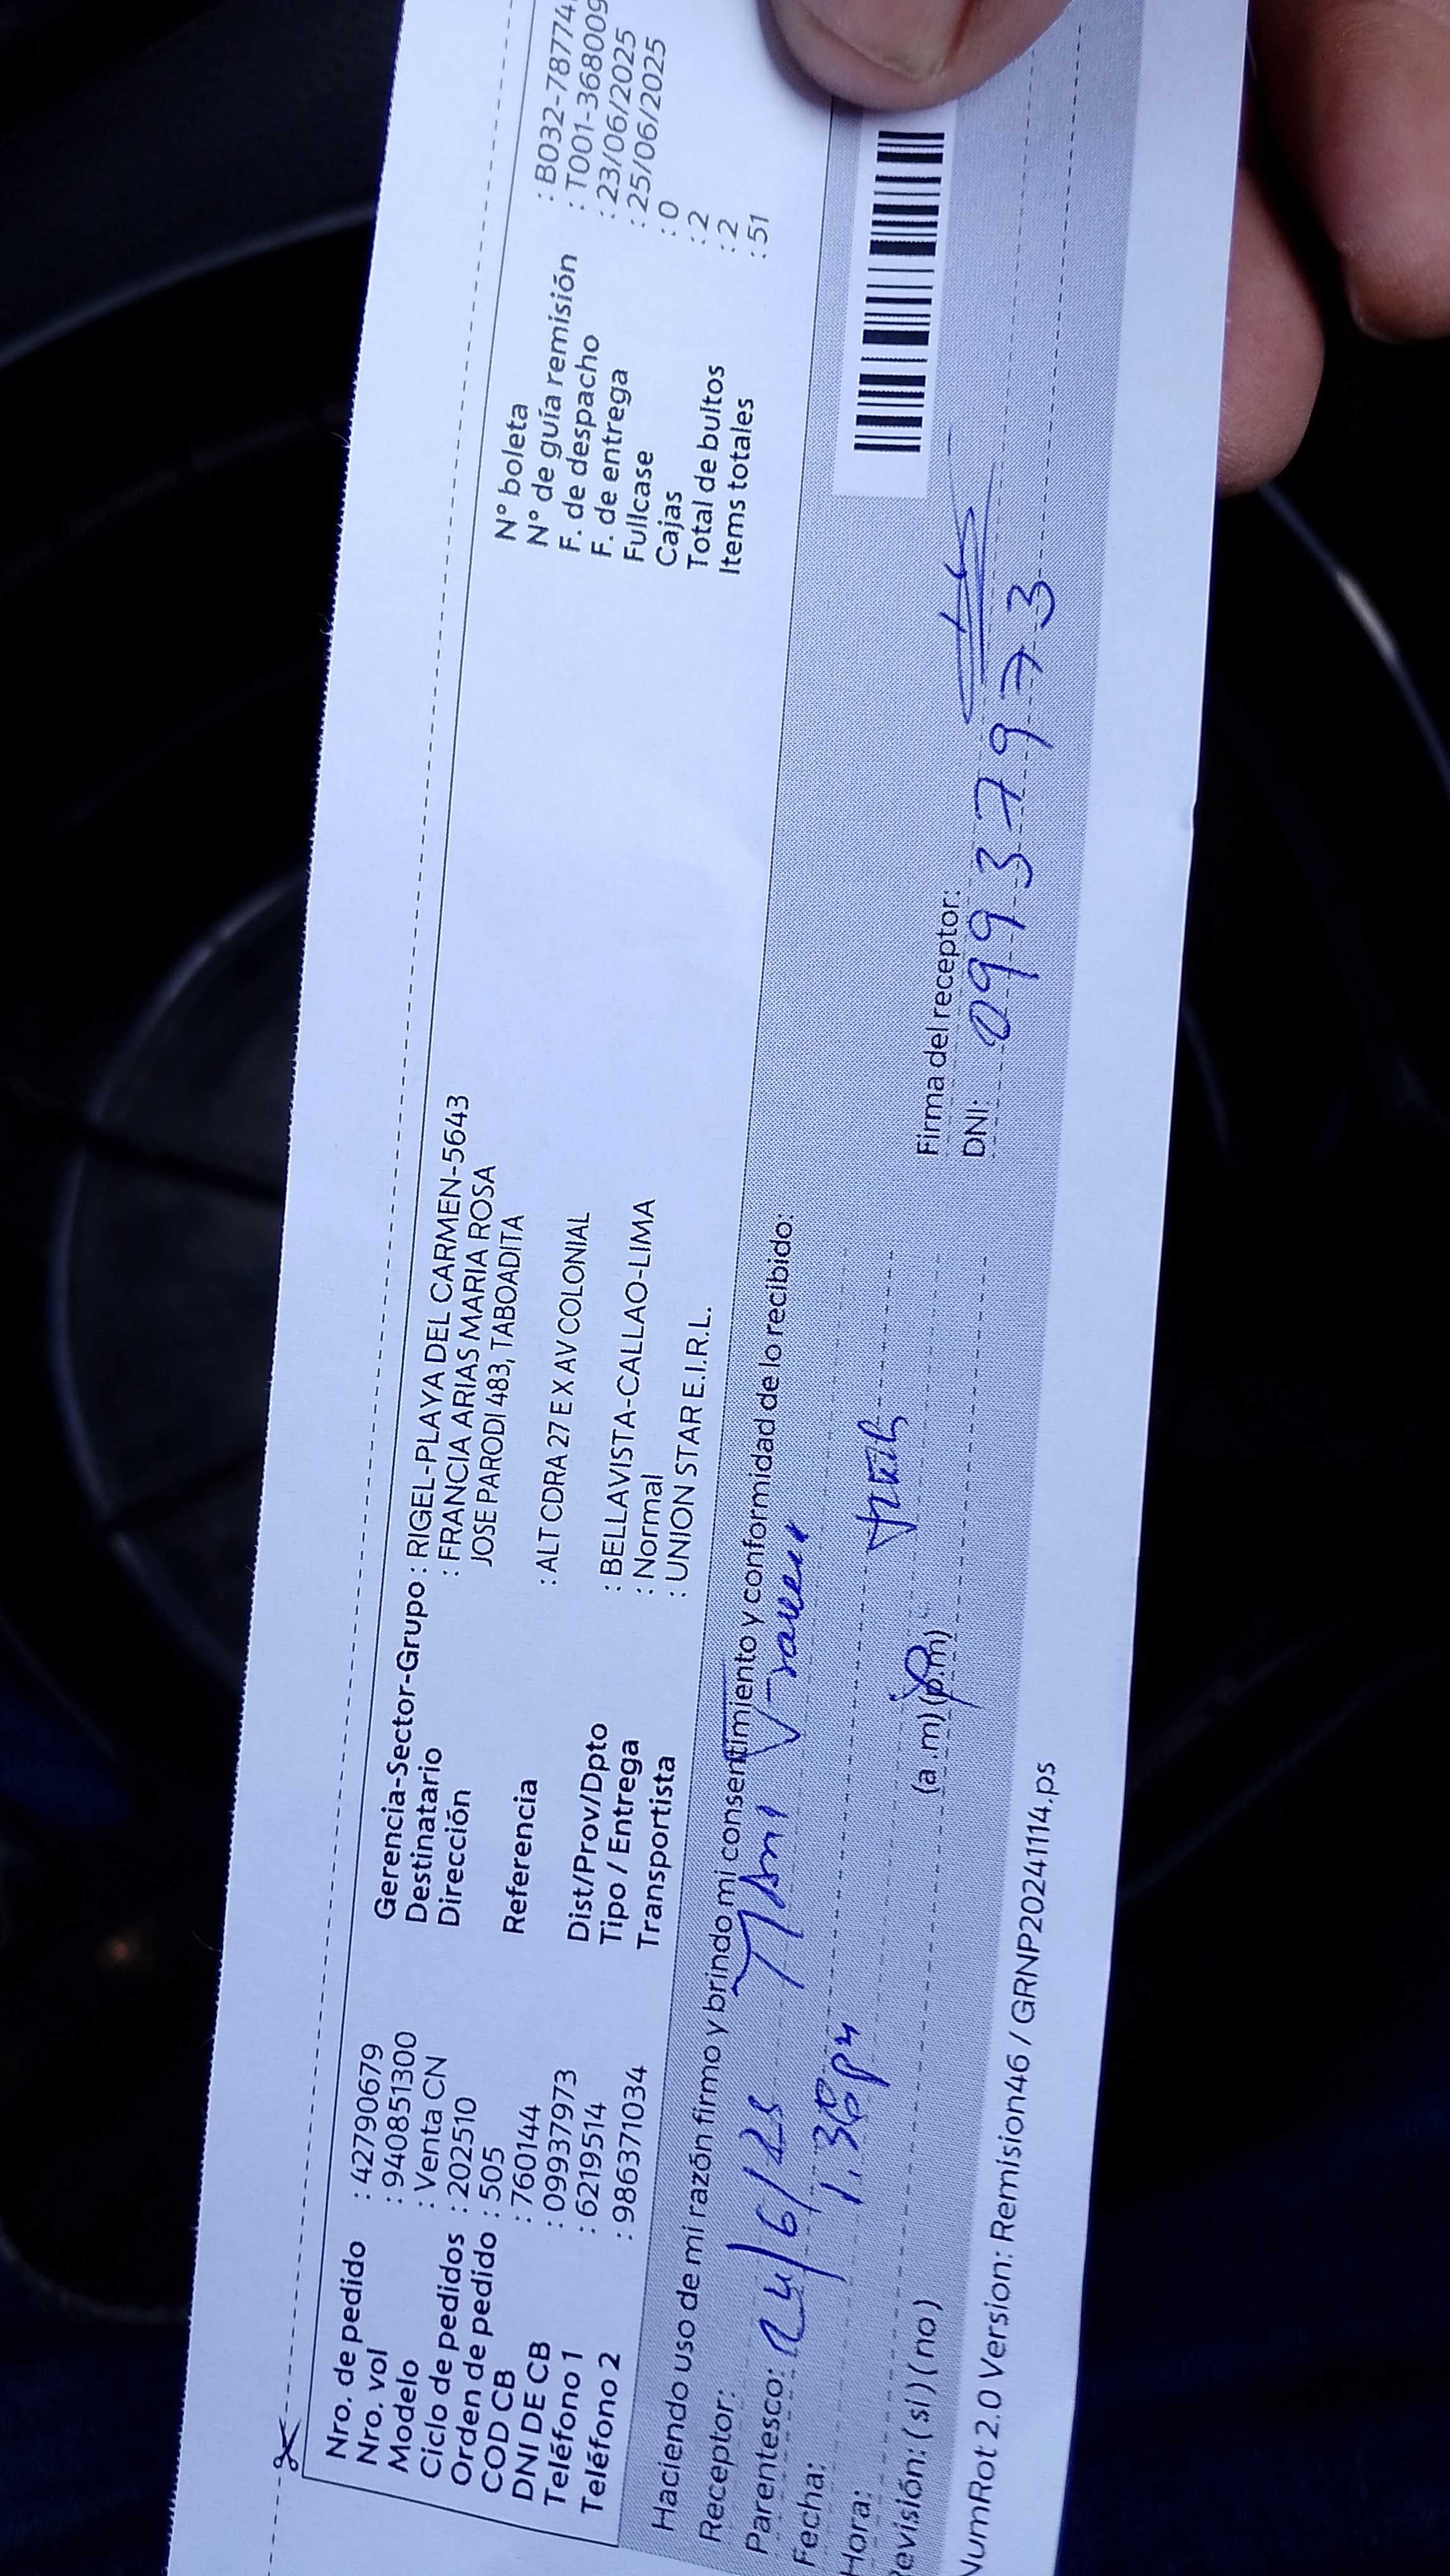 Nro. de pedido : 42790679
Nro. vol : 940851300
Modelo : Venta CN
Ciclo de pedidos : 202510
Orden de pedido : 505
COD CB : 760144
DNI DE CB : 09937973
Teléfono 1 : 6219514
Teléfono 2 : 986371034
Gerencia-Sector-Grupo : RIGEL-PLAYA DEL CARMEN-5643
Destinatario : FRANCIA ARIAS MARIA ROSA
Dirección JOSE PARODI 483, TABOADITA
Referencia : ALT CDRA 27 E X AV COLONIAL
Dist/Prov/Dpto : BELLAVISTA-CALLAO-LIMA
Tipo / Entrega : Normal
Transportista : UNION STAR E.I.R.L.
N° boleta : B032-787774
N° de guía remisión : T001-368009
F. de despacho : 23/06/2025
F. de entrega : 25/06/2025
Fullcase : 0
Cajas : 2
Total de bultos : 2
Items totales : 51
Haciendo uso de mi razón firmo y brindo mi consentimiento y conformidad de lo recibido:
Receptor:
Parentesco: 24/6/25
Fecha:
Hora: (a.m) (p.m)
Revisión: (si) (no)
Firma del receptor:
DNI: 09937973
NumRot 2.0 Version: Remision46 / GRNP20241114.ps